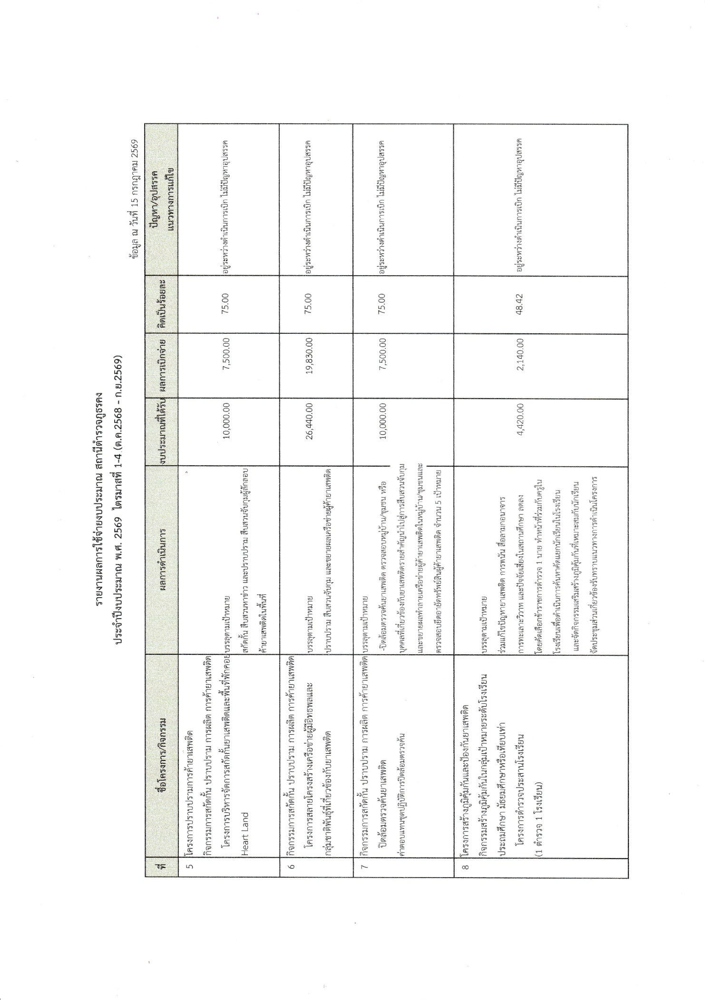 รายงานผลการใช้จ่ายงบประมาณ สถานีตำรวจภูธรคง
ประจำปีงบประมาณ พ.ศ. 2569 ไตรมาสที่ 1-4 (ต.ค.2568 - ก.ย.2569)
ข้อมูล ณ วันที่ 15 กรกฎาคม 2569
ที่ ชื่อโครงการ/กิจกรรม ผลการดำเนินการ งบประมาณที่ได้รับ ผลการเบิกจ่าย คิดเป็นร้อยละ ปัญหา/อุปสรรค
แนวทางการแก้ไข
5 โครงการปราบปรามการค้ายาเสพติด
กิจกรรมการสกัดกั้น ปราบปราม การผลิต การค้ายาเสพติด
โครงการบริหารจัดการสกัดกั้นยาเสพติดและพื้นที่พักคอย
Heart Land
บรรลุตามเป้าหมาย
สกัดกั้น สืบสวนหาข่าว และปราบปราม สืบสวนจับกุมผู้ลักลอบ
ค้ายาเสพติดในพื้นที่
10,000.00 7,500.00 75.00 อยู่ระหว่างดำเนินการเบิก ไม่มีปัญหาอุปสรรค
6 กิจกรรมการสกัดกั้น ปราบปราม การผลิต การค้ายาเสพติด
โครงการสลายโครงสร้างเครือข่ายผู้มีอิทธพลและ
กลุ่มชาติพันธุ์ที่เกี่ยวข้องกับยาเสพติด
บรรลุตามเป้าหมาย
ปราบปราม สืบสวนจับกุม และขยายผลเครือข่ายผู้ค้ายาเสพติด
26,440.00 19,830.00 75.00 อยู่ระหว่างดำเนินการเบิก ไม่มีปัญหาอุปสรรค
7 กิจกรรมการสกัดกั้น ปราบปราม การผลิต การค้ายาเสพติด
ปิดล้อมตรวจค้นยาเสพติด
ค่าตอบแทนชุดปฏิบัติการปิดล้อมตรวจค้น
บรรลุตามเป้าหมาย
-ปิดล้อมตรวจค้นยาเสพติด ตรวจสอบหมู่บ้าน/ชุมชน หรือ
บุคคลที่เกี่ยวข้องกับยาเสพติดรายสำคัญนำไปสู่การสืบสวนจับกุม
และขยายผลทำลายเครือข่ายผู้ค้ายาเสพติดในหมู่บ้าน/ชุมชนและ
ตรวจสอบยึดอายัดทรัพย์สินผู้ค้ายาเสพติด จำนวน 5 เป้าหมาย
10,000.00 7,500.00 75.00 อยู่ระหว่างดำเนินการเบิก ไม่มีปัญหาอุปสรรค
8 โครงการสร้างภูมิคุ้มกันและป้องกันยาเสพติด
กิจกรรมสร้างภูมิคุ้มกันในกลุ่มเป้าหมายระดับโรงเรียน
ประถมศึกษา มัธยมศึกษาหรือเทียบเท่า
โครงการตำรวจประสานโรงเรียน
(1 ตำรวจ 1 โรงเรียน)
บรรลุตามเป้าหมาย
ร่วมแก้ไขปัญหายาเสพติด การพนัน สื่อลามกอนาจาร
การทะเลาะวิวาท และปัจจัยเสี่ยงในสถานศึกษา ลดลง
โดยคัดเลือกข้าราชการตำรวจ 1 นาย ทำหน้าที่ร่วมกับครูใน
โรงเรียนเพื่อดำเนินการค้นหาคัดแยกนักเรียนในโรงเรียน
และจัดกิจกรรมเสริมสร้างภูมิคุ้มกันที่เหมาะสมกับนักเรียน
จัดประชุมส่วนเกี่ยวข้องรับทราบแนวทางการดำเนินโครงการ
4,420.00 2,140.00 48.42 อยู่ระหว่างดำเนินการเบิก ไม่มีปัญหาอุปสรรค